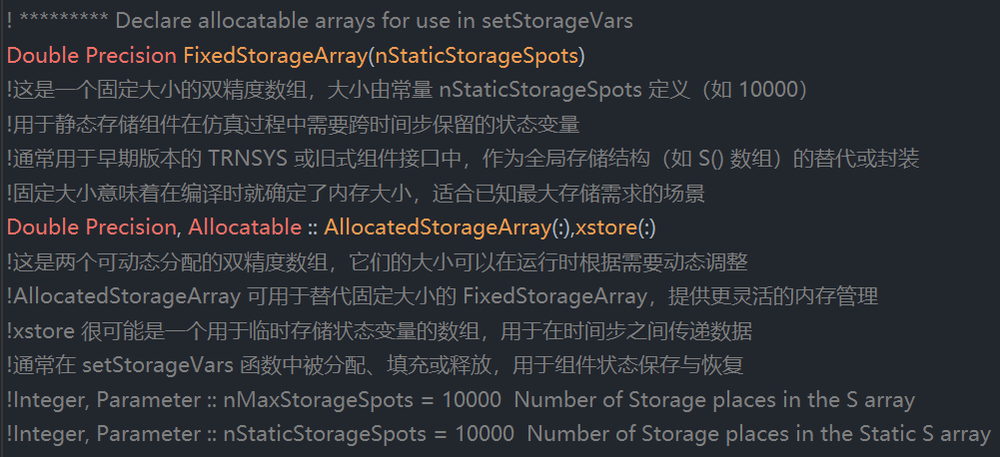 ! ********* Declare allocatable arrays for use in setStorageVars
Double Precision FixedStorageArray(nStaticStorageSpots)
!这是一个固定大小的双精度数组，大小由常量 nStaticStorageSpots 定义（如 10000）
!用于静态存储组件在仿真过程中需要跨时间步保留的状态变量
!通常用于早期版本的 TRNSYS 或旧式组件接口中，作为全局存储结构（如 S() 数组）的替代或封装
!固定大小意味着在编译时就确定了内存大小，适合已知最大存储需求的场景
Double Precision, Allocatable :: AllocatedStorageArray(:),xstore(:)
!这是两个可动态分配的双精度数组，它们的大小可以在运行时根据需要动态调整
!AllocatedStorageArray 可用于替代固定大小的 FixedStorageArray，提供更灵活的内存管理
!xstore 很可能是一个用于临时存储状态变量的数组，用于在时间步之间传递数据
!通常在 setStorageVars 函数中被分配、填充或释放，用于组件状态保存与恢复
!Integer, Parameter :: nMaxStorageSpots = 10000  Number of Storage places in the S array
!Integer, Parameter :: nStaticStorageSpots = 10000  Number of Storage places in the Static S array